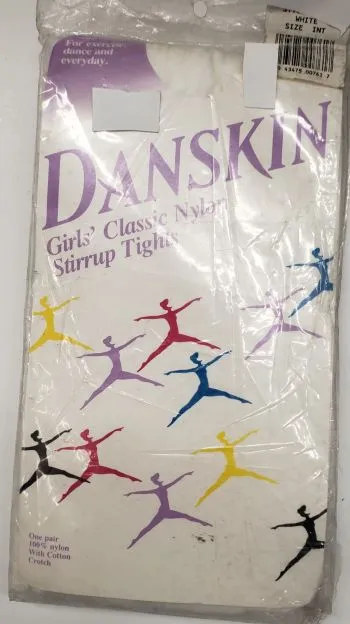 WHITE
SIZE INT
For exercise,
dance and
everyday.
DANSKIN
Girls' Classic Nylon
Stirrup Tights
One pair
100% nylon
With Cotton
Crotch